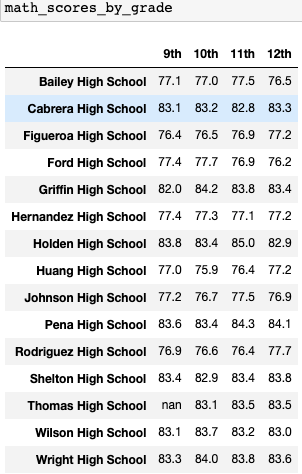 math_scores_by_grade
9th 10th 11th 12th
Bailey High School 77.1 77.0 77.5 76.5
Cabrera High School 83.1 83.2 82.8 83.3
Figueroa High School 76.4 76.5 76.9 77.2
Ford High School 77.4 77.7 76.9 76.2
Griffin High School 82.0 84.2 83.8 83.4
Hernandez High School 77.4 77.3 77.1 77.2
Holden High School 83.8 83.4 85.0 82.9
Huang High School 77.0 75.9 76.4 77.2
Johnson High School 77.2 76.7 77.5 76.9
Pena High School 83.6 83.4 84.3 84.1
Rodriguez High School 76.9 76.6 76.4 77.7
Shelton High School 83.4 82.9 83.4 83.8
Thomas High School nan 83.1 83.5 83.5
Wilson High School 83.1 83.7 83.2 83.0
Wright High School 83.3 84.0 83.8 83.6